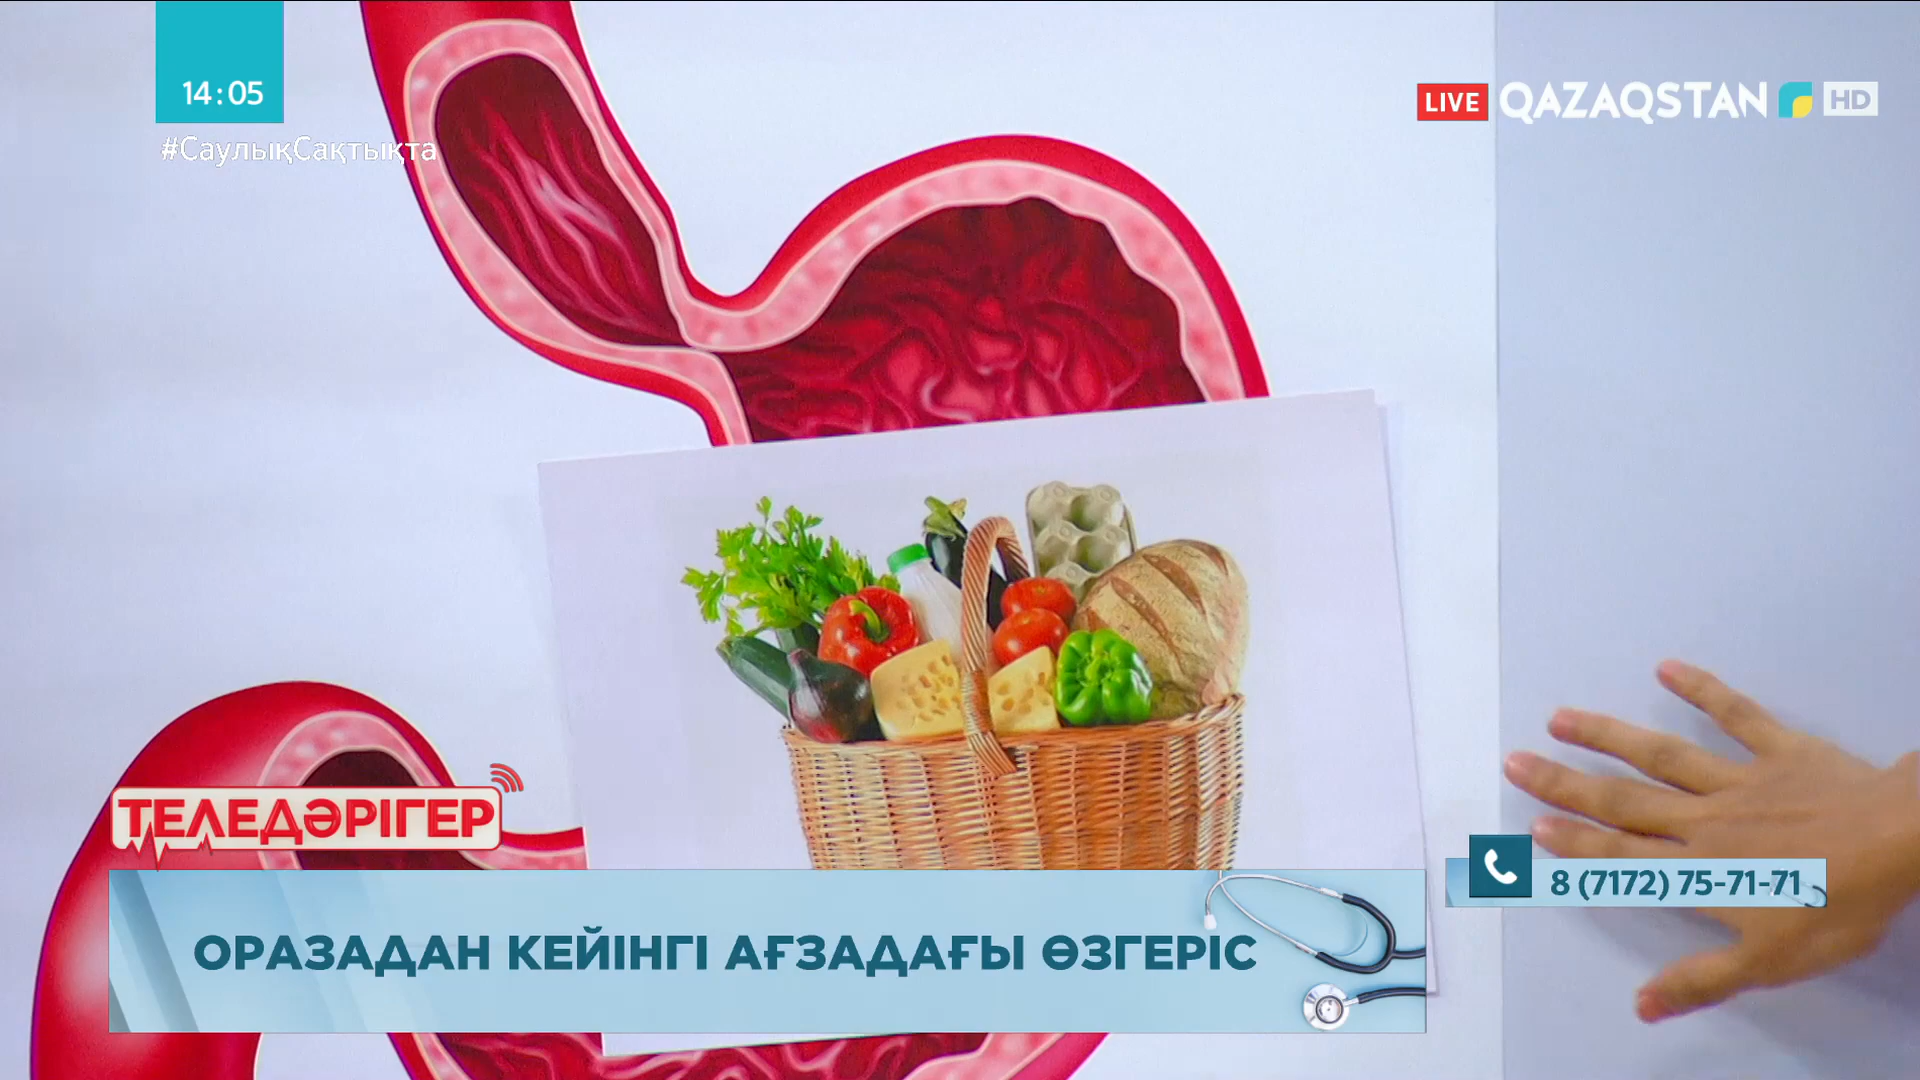 14:05
#СаулықСақтықта
LIVE QAZAQSTAN HD
ТЕЛЕДӘРІГЕР
8 (7172) 75-71-71
ОРАЗАДАН КЕЙІНГІ АҒЗАДАҒЫ ӨЗГЕРІС